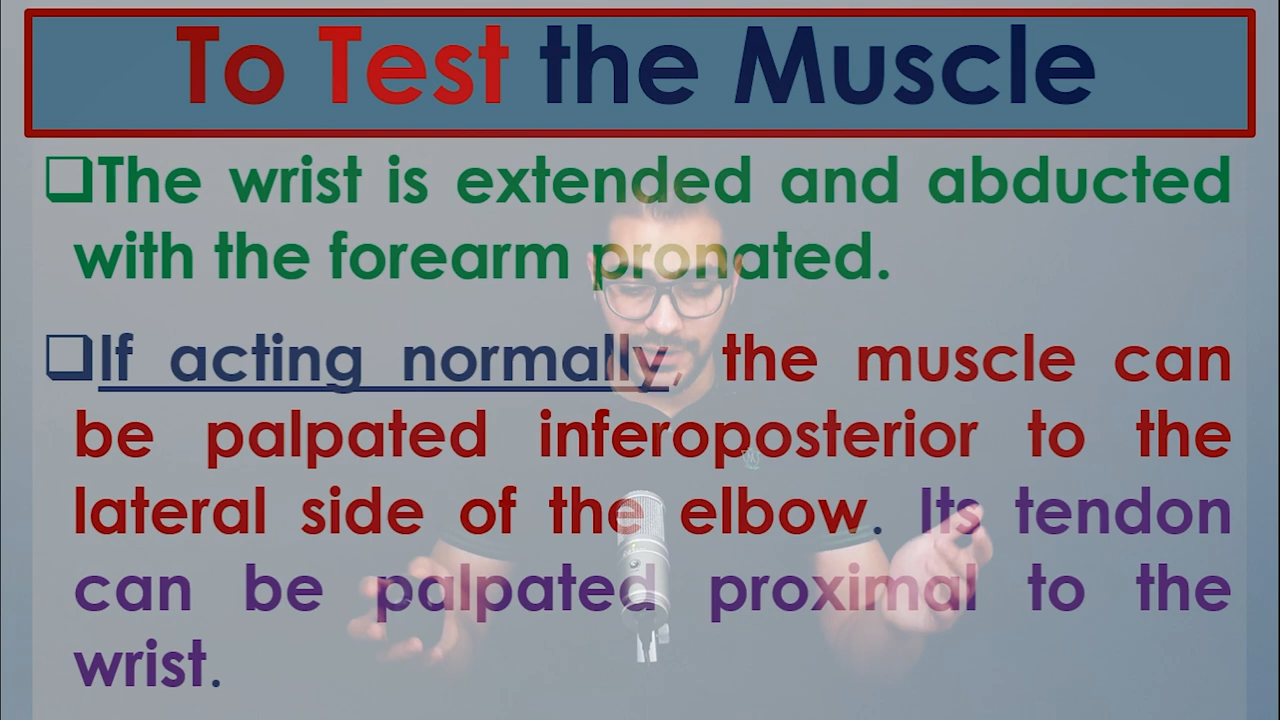 To Test the Muscle
❑The wrist is extended and abducted
with the forearm pronated.
❑If acting normally, the muscle can
be palpated inferoposterior to the
lateral side of the elbow. Its tendon
can be palpated proximal to the
wrist.